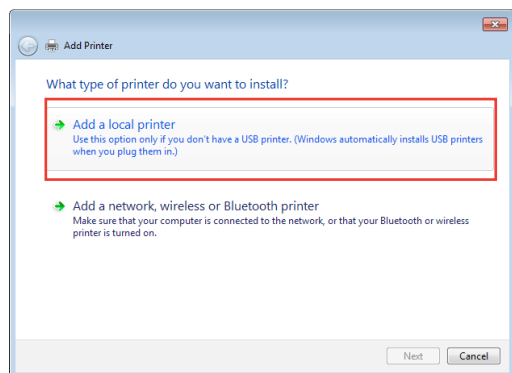 Add Printer
What type of printer do you want to install?
Add a local printer
Use this option only if you don't have a USB printer. (Windows automatically installs USB printers
when you plug them in.)
Add a network, wireless or Bluetooth printer
Make sure that your computer is connected to the network, or that your Bluetooth or wireless
printer is turned on.
Next Cancel